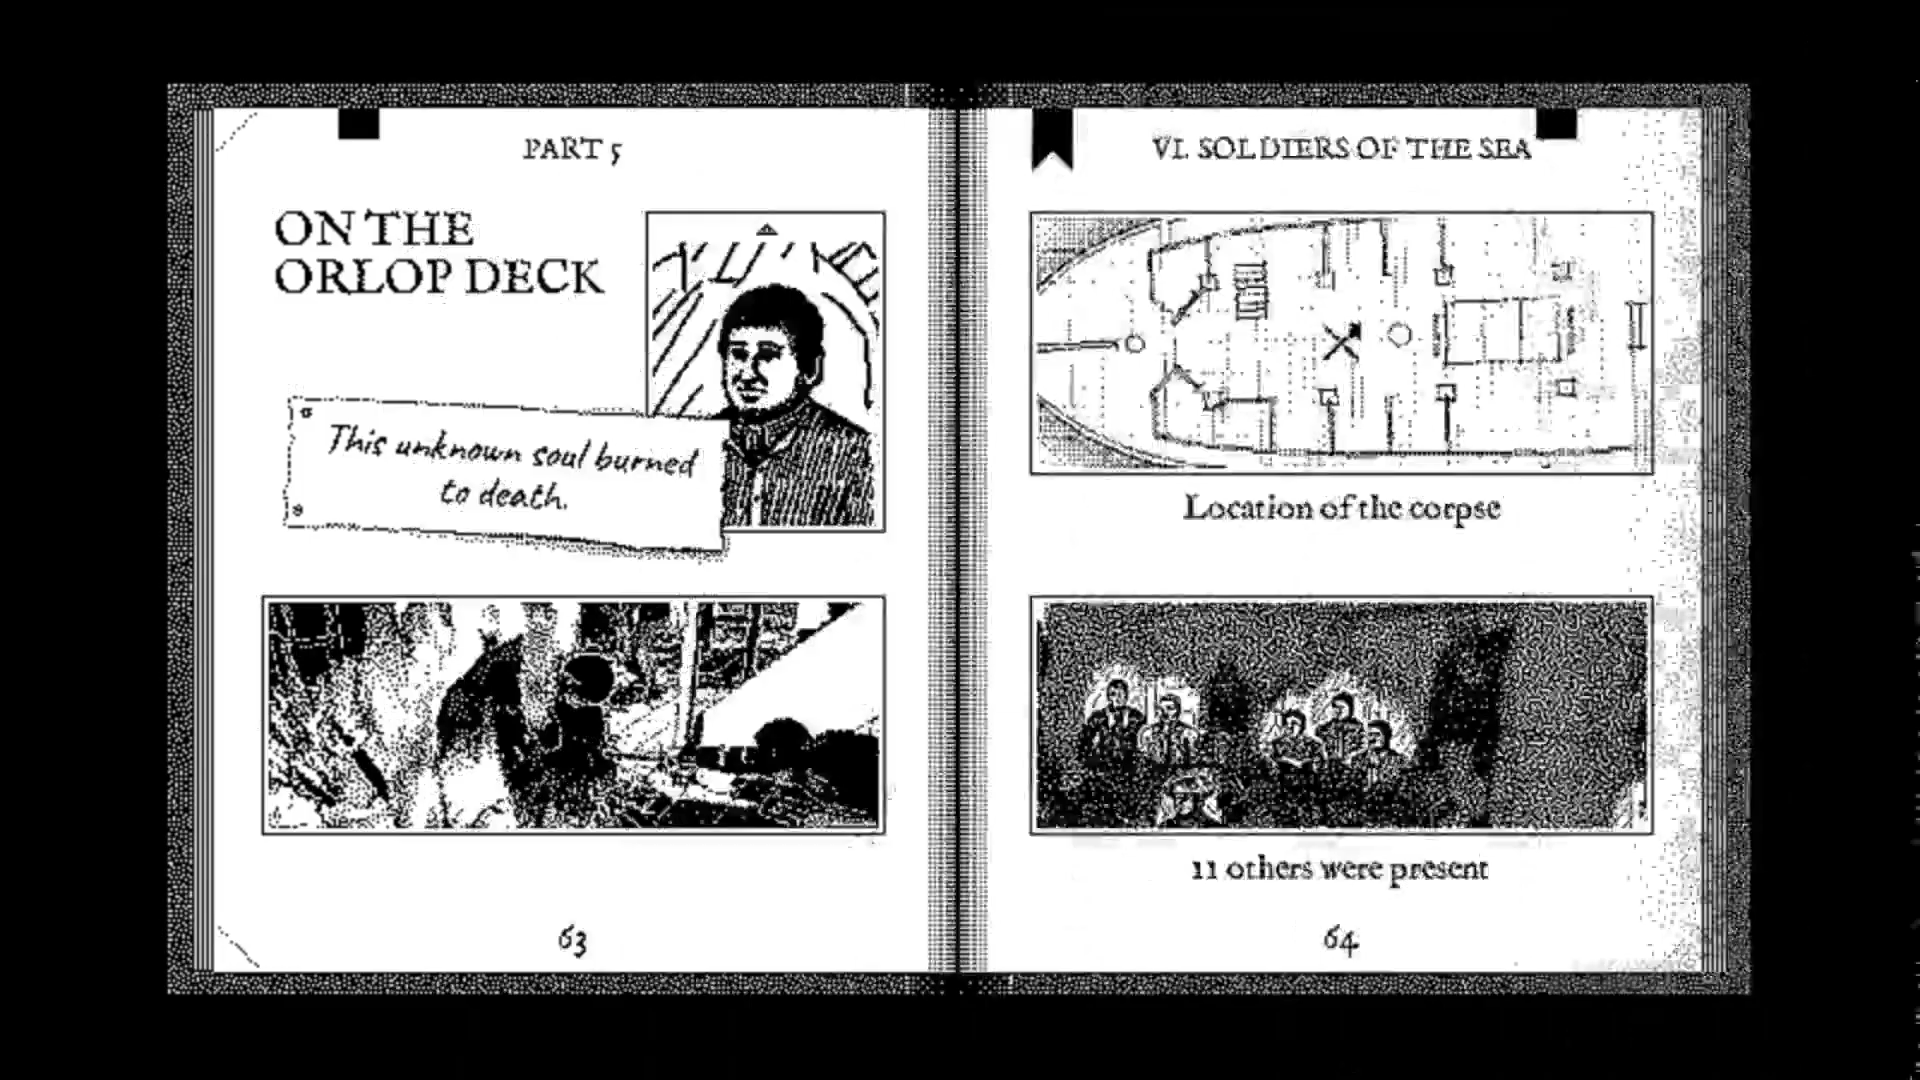 PART 5
ON THE
ORLOP DECK
This unknown soul burned
to death.
63
VI. SOLDIERS OF THE SEA
Location of the corpse
11 others were present
64